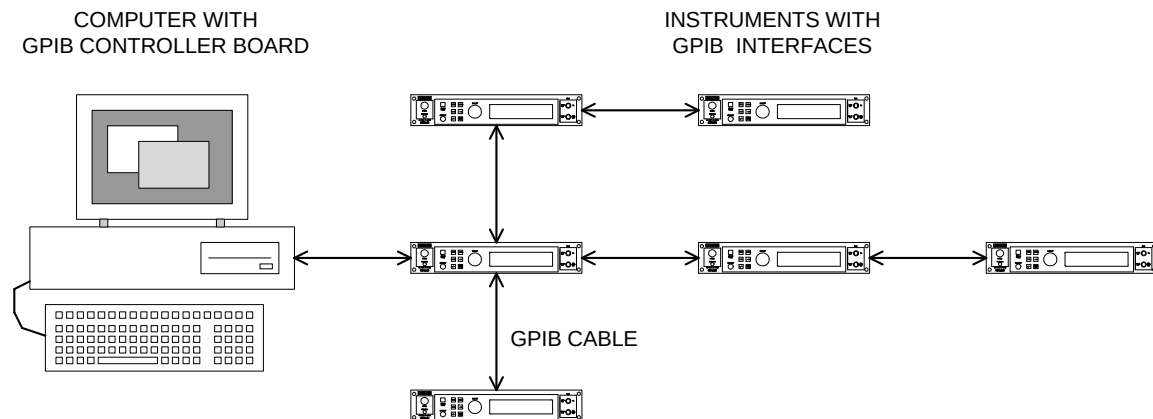 COMPUTER WITH
GPIB CONTROLLER BOARD
INSTRUMENTS WITH
GPIB INTERFACES
GPIB CABLE